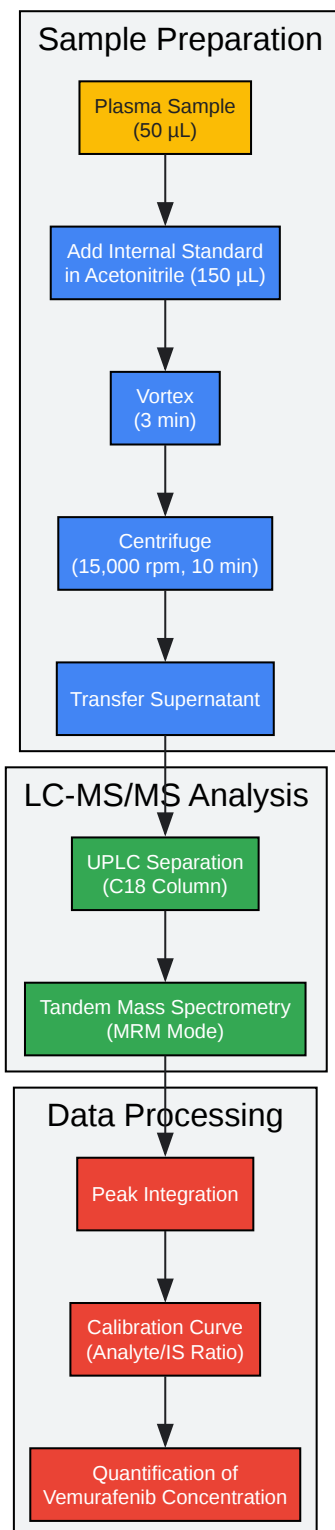 Sample Preparation
Plasma Sample
(50 µL)
Add Internal Standard
in Acetonitrile (150 µL)
Vortex
(3 min)
Centrifuge
(15,000 rpm, 10 min)
Transfer Supernatant
LC-MS/MS Analysis
UPLC Separation
(C18 Column)
Tandem Mass Spectrometry
(MRM Mode)
Data Processing
Peak Integration
Calibration Curve
(Analyte/IS Ratio)
Quantification of
Vemurafenib Concentration